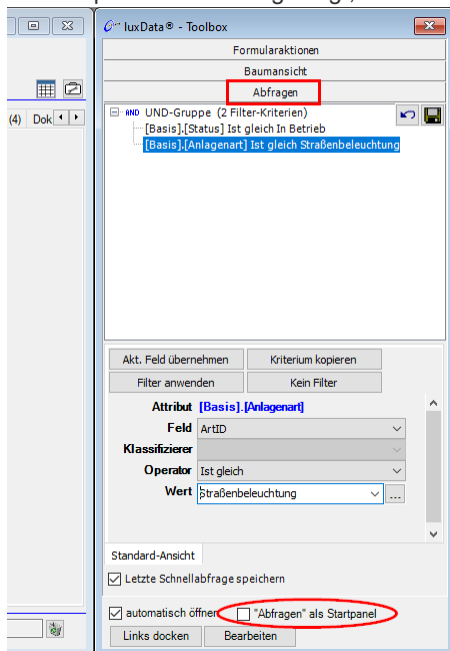 luxData® - Toolbox
Formularaktionen
Baumansicht
Abfragen
(4) Dok
AND UND-Gruppe (2 Filter-Kriterien)
[Basis].[Status] Ist gleich In Betrieb
[Basis].[Anlagenart] Ist gleich Straßenbeleuchtung
Akt. Feld übernehmen Kriterium kopieren
Filter anwenden Kein Filter
Attribut [Basis].[Anlagenart]
Feld ArtID
Klassifizierer
Operator Ist gleich
Wert Straßenbeleuchtung ...
Standard-Ansicht
Letzte Schnellabfrage speichern
automatisch öffnen "Abfragen" als Startpanel
Links docken Bearbeiten